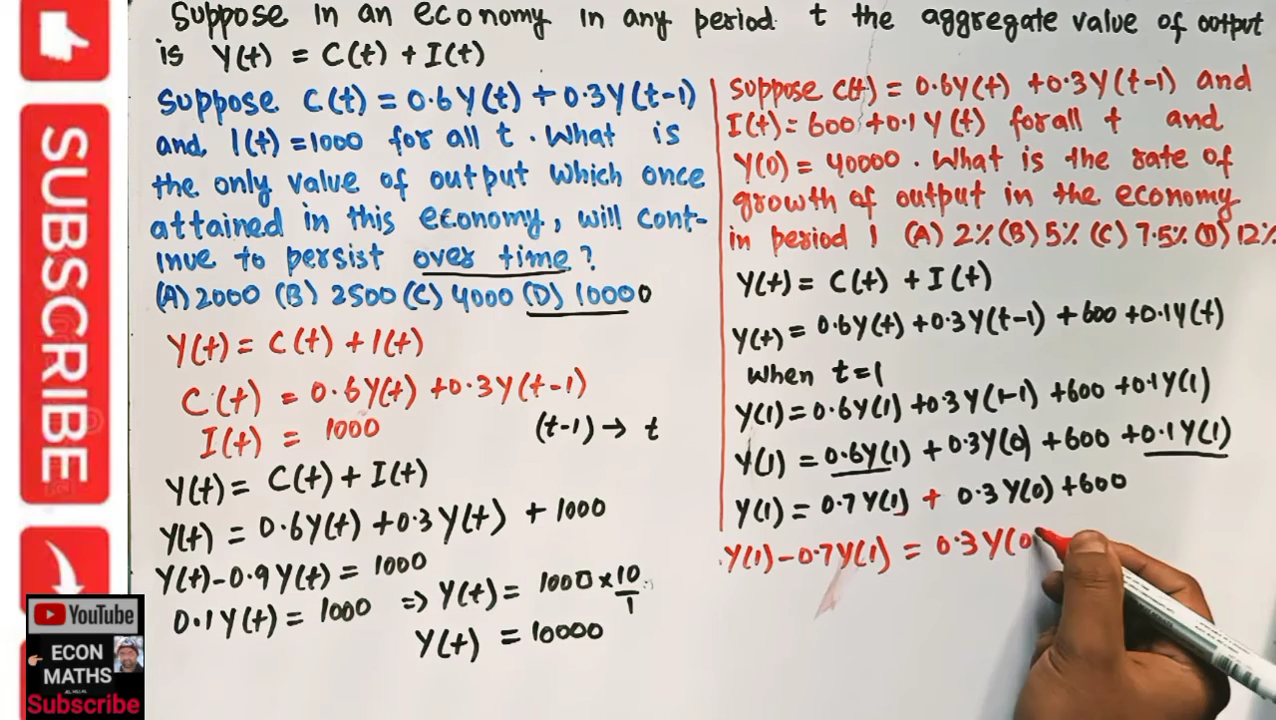 Suppose in an economy in any period t the aggregate value of output
is Y(t) = C(t) + I(t)
Suppose C(t) = 0.6Y(t) + 0.3Y(t-1)
and, I(t) = 1000 for all t. What is
the only value of output which once
attained in this economy, will cont-
inue to persist over time?
(A) 2000 (B) 2500 (C) 4000 (D) 10000
Y(t) = C(t) + I(t)
C(t) = 0.6Y(t) + 0.3Y(t-1)
I(t) = 1000
(t-1) → t
Y(t) = C(t) + I(t)
Y(t) = 0.6Y(t) + 0.3Y(t) + 1000
Y(t) - 0.9Y(t) = 1000
0.1Y(t) = 1000 => Y(t) = 1000 × 10/1
Y(t) = 10000
Suppose C(t) = 0.6Y(t) + 0.3Y(t-1) and
I(t) = 600 + 0.1Y(t) for all t and
Y(0) = 40000. What is the rate of
growth of output in the economy
in period 1 (A) 2% (B) 5% (C) 7.5% (D) 12%
Y(t) = C(t) + I(t)
Y(t) = 0.6Y(t) + 0.3Y(t-1) + 600 + 0.1Y(t)
When t=1
Y(1) = 0.6Y(1) + 0.3Y(1-1) + 600 + 0.1Y(1)
Y(1) = 0.6Y(1) + 0.3Y(0) + 600 + 0.1Y(1)
Y(1) = 0.7Y(1) + 0.3Y(0) + 600
Y(1) - 0.7Y(1) = 0.3Y(0
SUBSCRIBE
YouTube
ECON
MATHS
Subscribe